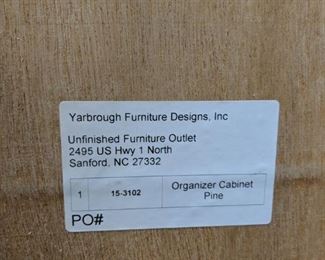 Yarbrough Furniture Designs, Inc
Unfinished Furniture Outlet
2495 US Hwy 1 North
Sanford, NC 27332
1 15-3102 Organizer Cabinet
Pine
PO#